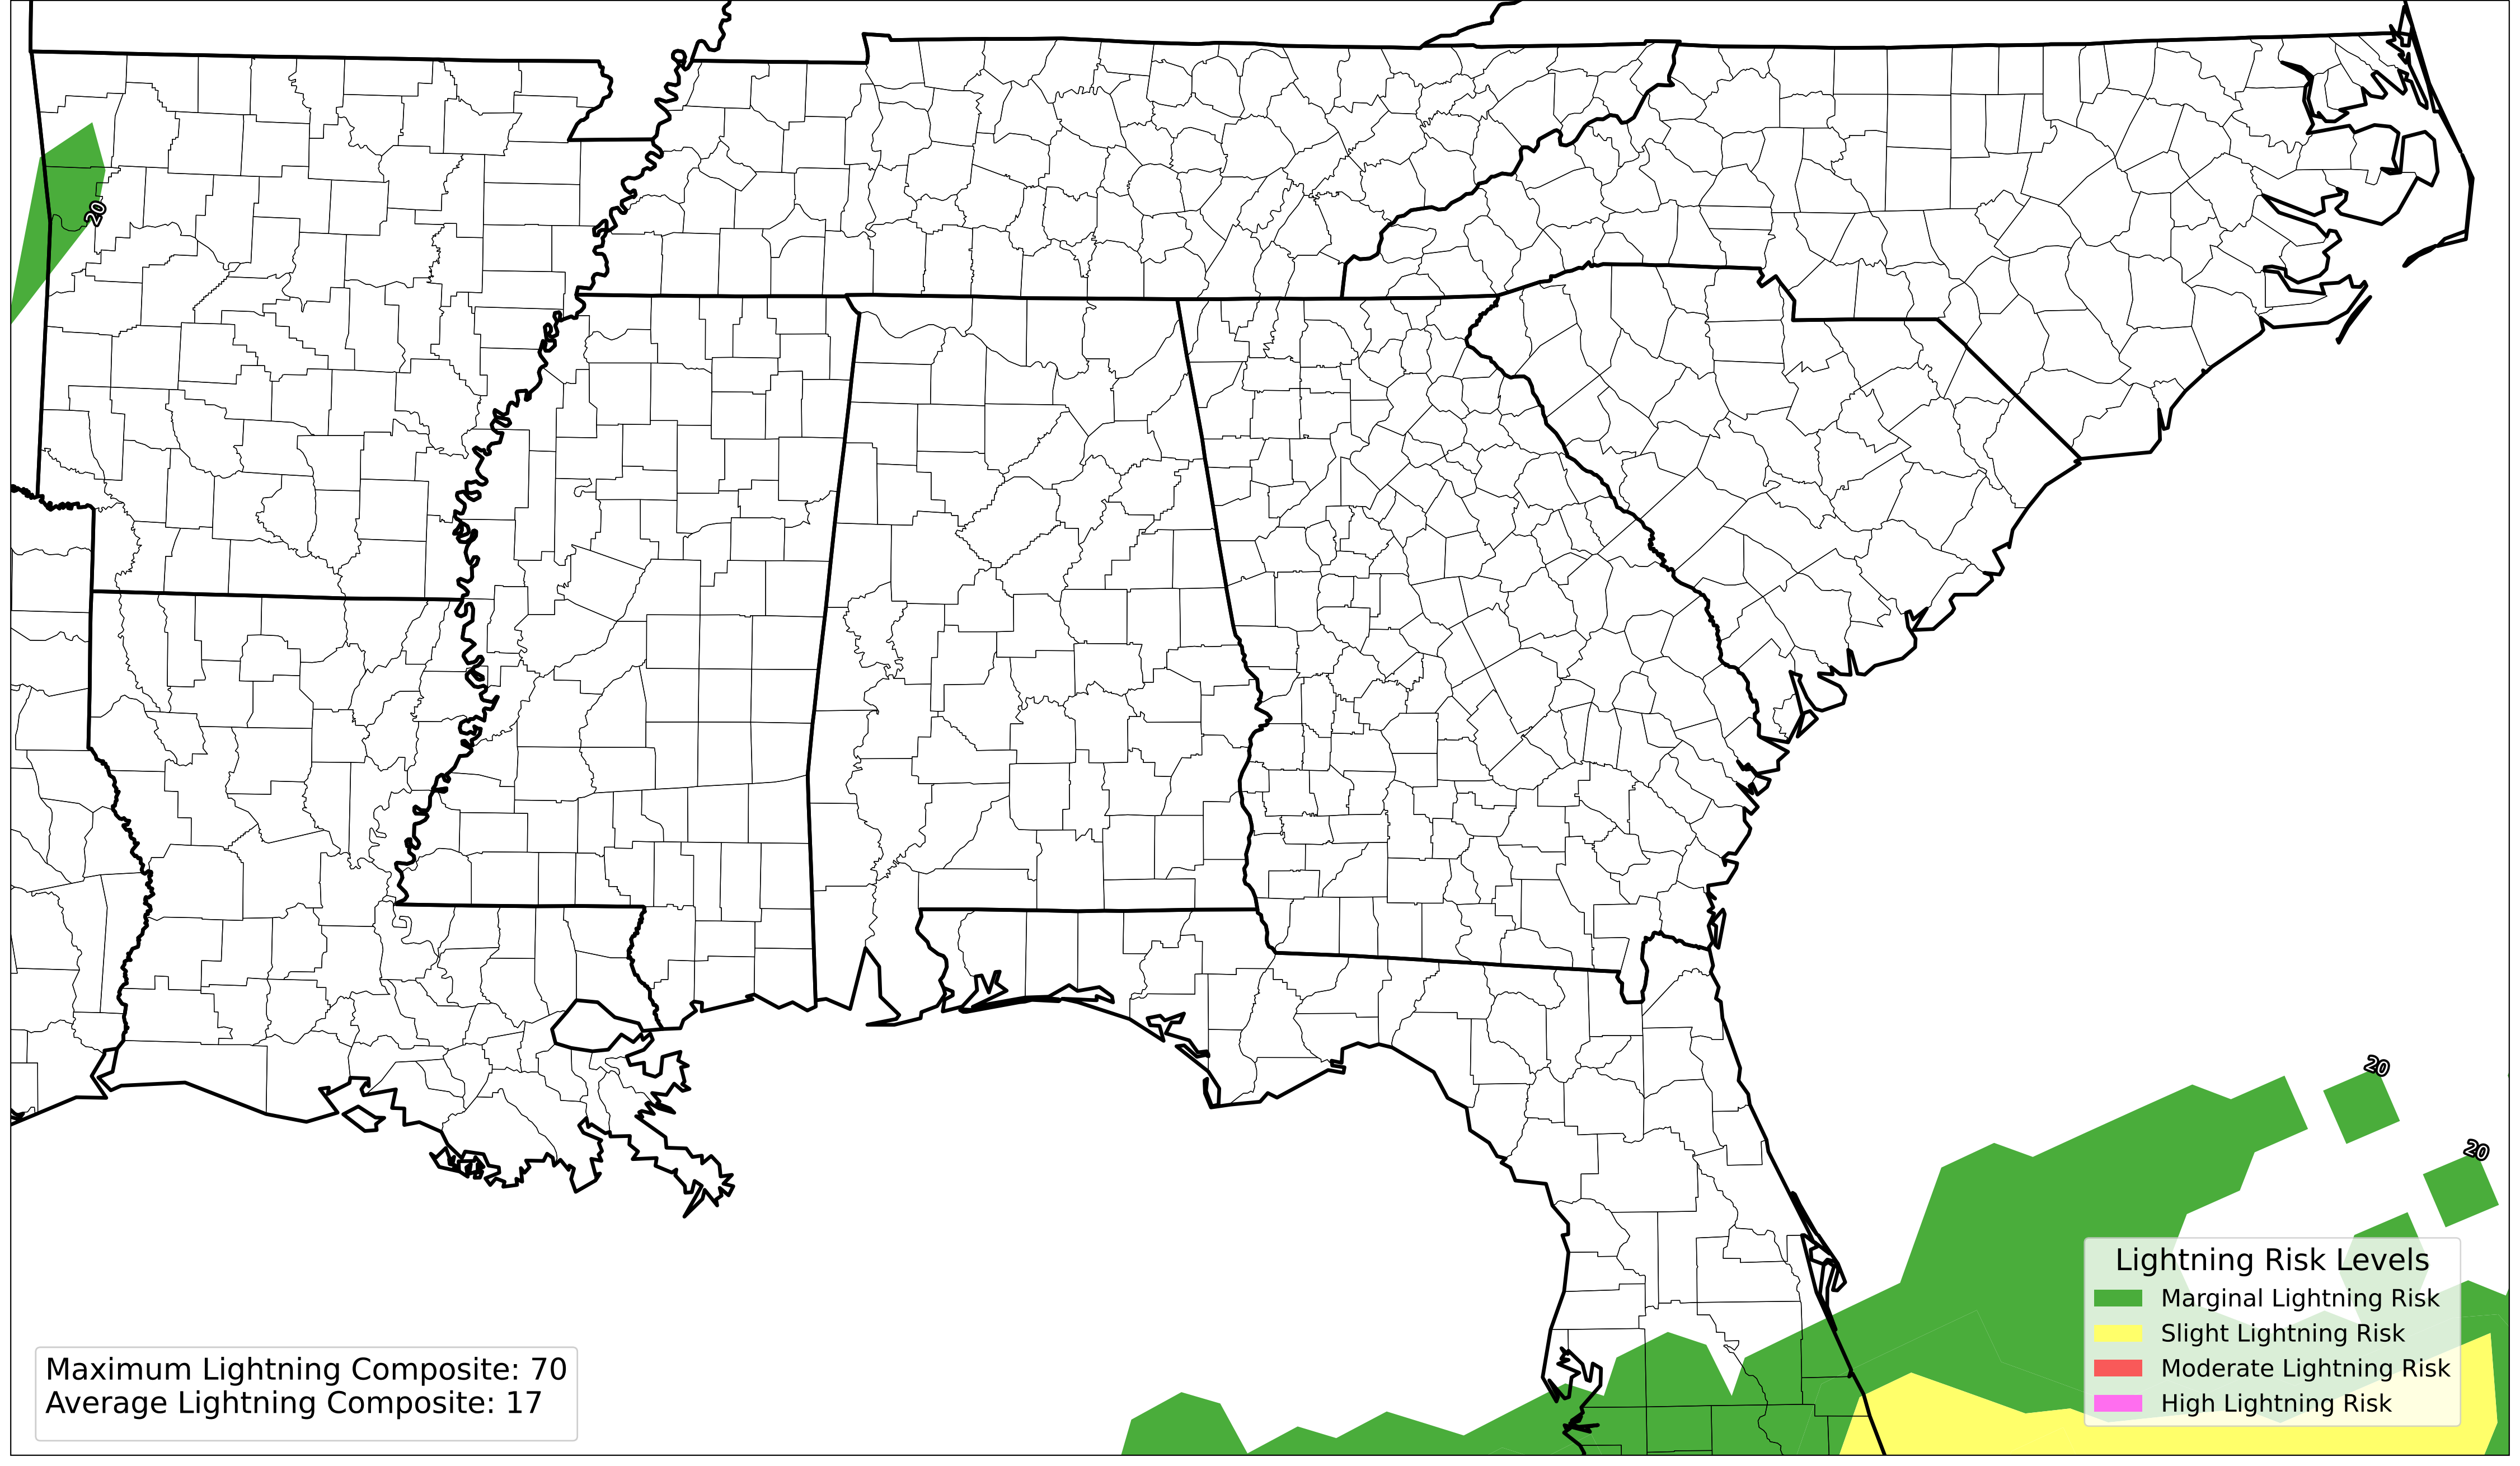 20
20
20
Lightning Risk Levels
Marginal Lightning Risk
Slight Lightning Risk
Moderate Lightning Risk
High Lightning Risk
Maximum Lightning Composite: 70
Average Lightning Composite: 17